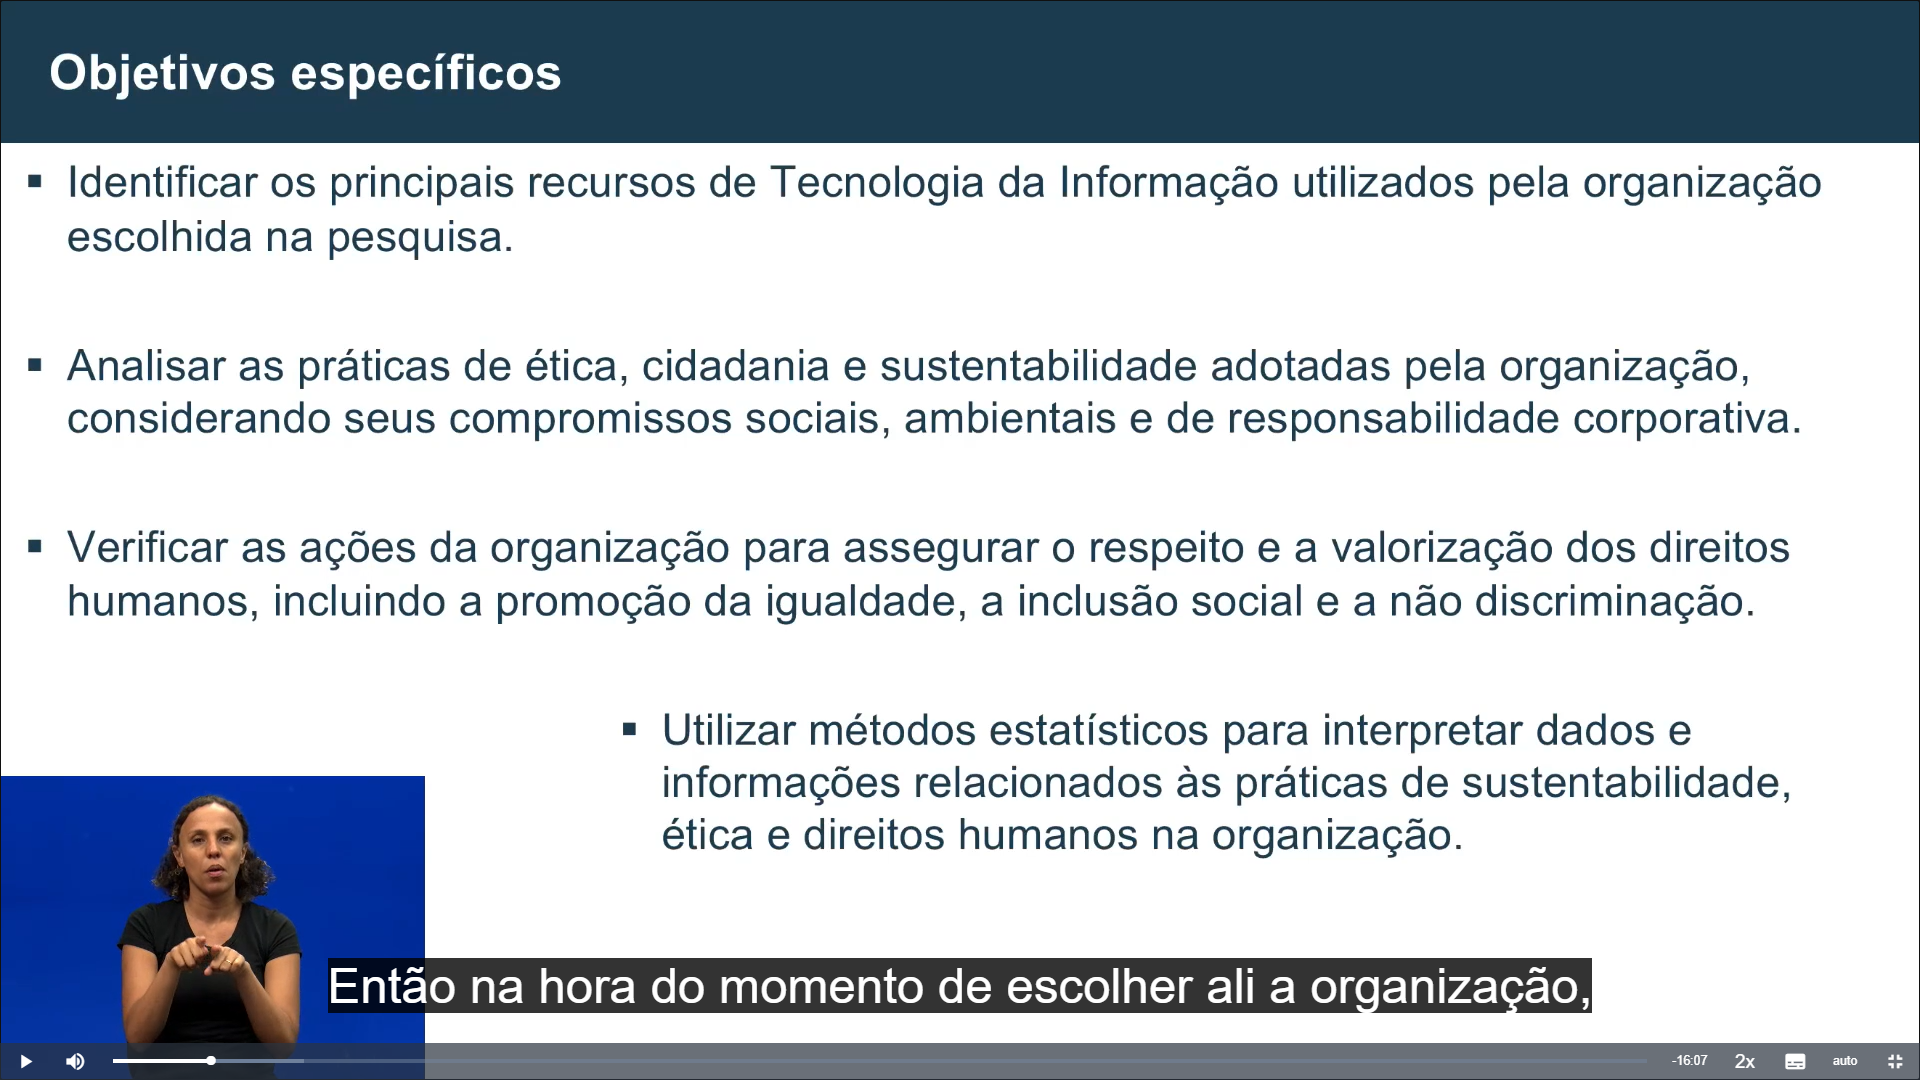 Objetivos específicos
▪ Identificar os principais recursos de Tecnologia da Informação utilizados pela organização
escolhida na pesquisa.
▪ Analisar as práticas de ética, cidadania e sustentabilidade adotadas pela organização,
considerando seus compromissos sociais, ambientais e de responsabilidade corporativa.
▪ Verificar as ações da organização para assegurar o respeito e a valorização dos direitos
humanos, incluindo a promoção da igualdade, a inclusão social e a não discriminação.
▪ Utilizar métodos estatísticos para interpretar dados e
informações relacionados às práticas de sustentabilidade,
ética e direitos humanos na organização.
Então na hora do momento de escolher ali a organização,
-16:07 2x auto